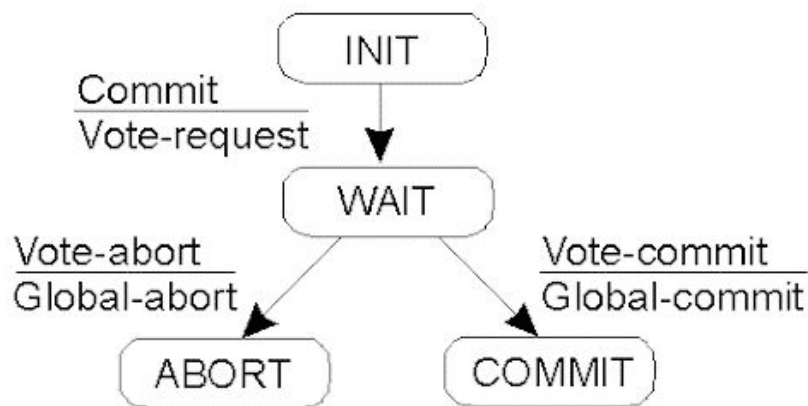 INIT
Commit
Vote-request
WAIT
Vote-abort
Global-abort
Vote-commit
Global-commit
ABORT
COMMIT